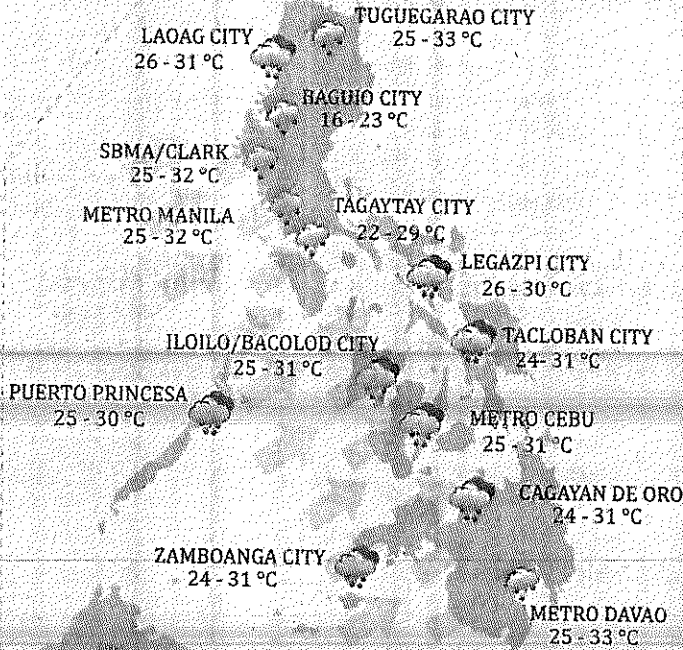 TUGUEGARAO CITY
25 - 33 °C
LAOAG CITY
26 - 31 °C
BAGUIO CITY
16 - 23 °C
SBMA/CLARK
25 - 32 °C
METRO MANILA
25 - 32 °C
TAGAYTAY CITY
22 - 29 °C
LEGAZPI CITY
26 - 30 °C
TACLOBAN CITY
24 - 31 °C
ILOILO/BACOLOD CITY
25 - 31 °C
PUERTO PRINCESA
25 - 30 °C
METRO CEBU
25 - 31 °C
CAGAYAN DE ORO
24 - 31 °C
ZAMBOANGA CITY
24 - 31 °C
METRO DAVAO
25 - 33 °C